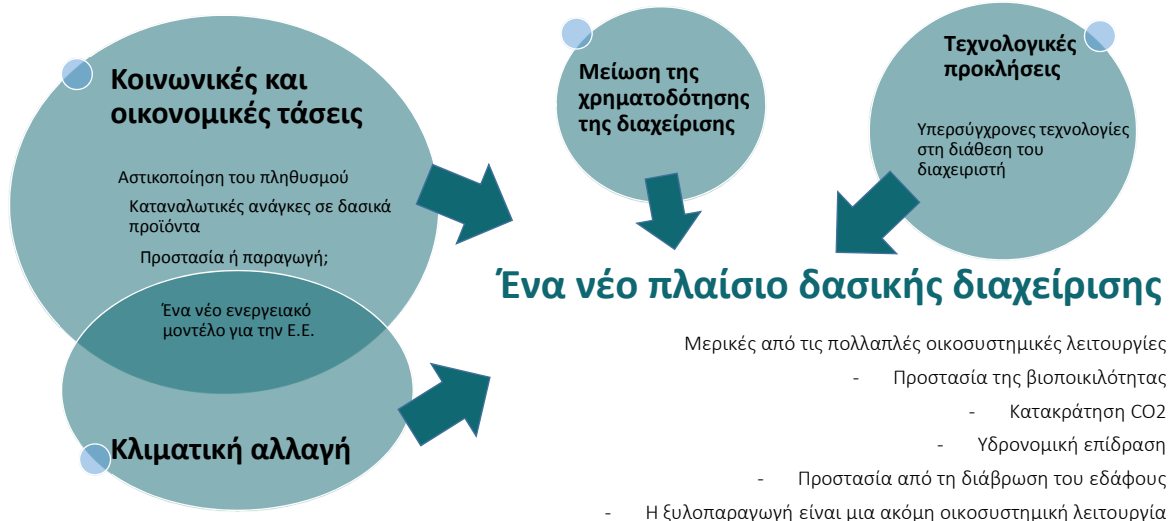 Κοινωνικές και
οικονομικές τάσεις
Αστικοποίηση του πληθυσμού
Καταναλωτικές ανάγκες σε δασικά
προϊόντα
Προστασία ή παραγωγή;
Ένα νέο ενεργειακό
μοντέλο για την Ε.Ε.
Κλιματική αλλαγή
Μείωση της
χρηματοδότησης
της διαχείρισης
Τεχνολογικές
προκλήσεις
Υπερσύγχρονες τεχνολογίες
στη διάθεση του
διαχειριστή
Ένα νέο πλαίσιο δασικής διαχείρισης
Μερικές από τις πολλαπλές οικοσυστημικές λειτουργίες
- Προστασία της βιοποικιλότητας
- Κατακράτηση CO2
- Υδρονομική επίδραση
- Προστασία από τη διάβρωση του εδάφους
- Η ξυλοπαραγωγή είναι μια ακόμη οικοσυστημική λειτουργία